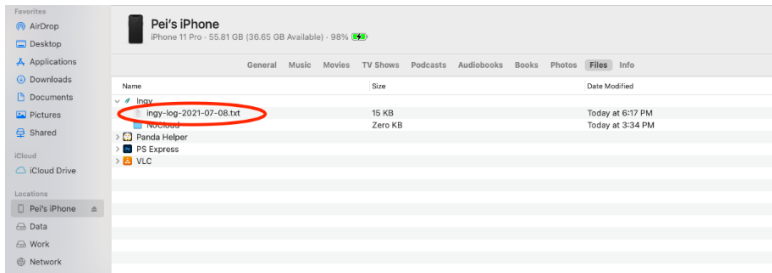 Favorites
AirDrop
Desktop
Applications
Downloads
Documents
Pictures
Shared
iCloud
iCloud Drive
Locations
Pei's iPhone
Data
Work
Network
Pei's iPhone
iPhone 11 Pro · 55.81 GB (36.65 GB Available) · 98%
General Music Movies TV Shows Podcasts Audiobooks Books Photos Files Info
Name Size Date Modified
Ingy
ingy-log-2021-07-08.txt 15 KB Today at 6:17 PM
NoCloud Zero KB Today at 3:34 PM
Panda Helper
PS Express
VLC